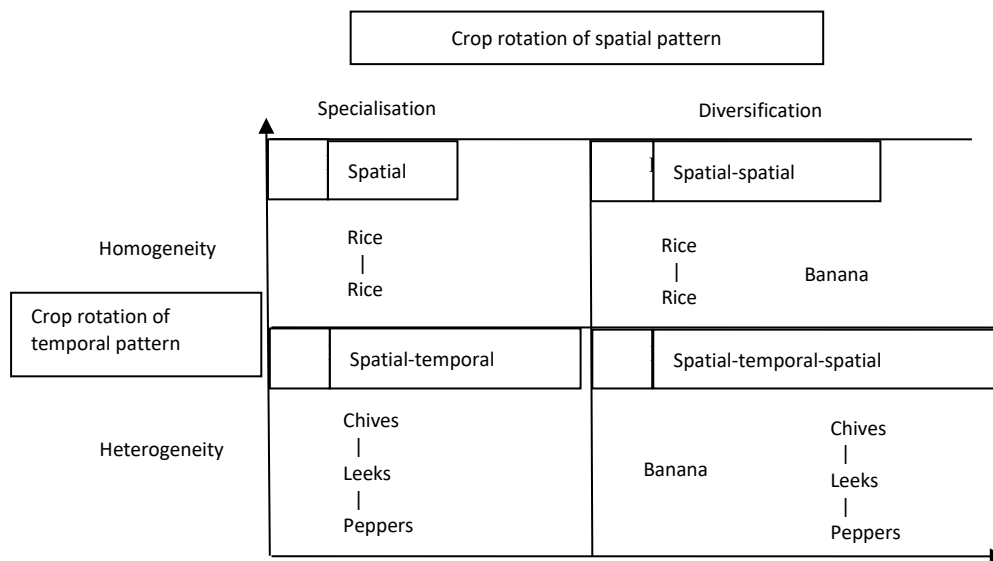 Crop rotation of spatial pattern
Specialisation
Diversification
Spatial
Spatial-spatial
Homogeneity
Rice
|
Rice
Rice
|
Rice
Banana
Crop rotation of
temporal pattern
Spatial-temporal
Spatial-temporal-spatial
Heterogeneity
Chives
|
Leeks
|
Peppers
Banana
Chives
|
Leeks
|
Peppers